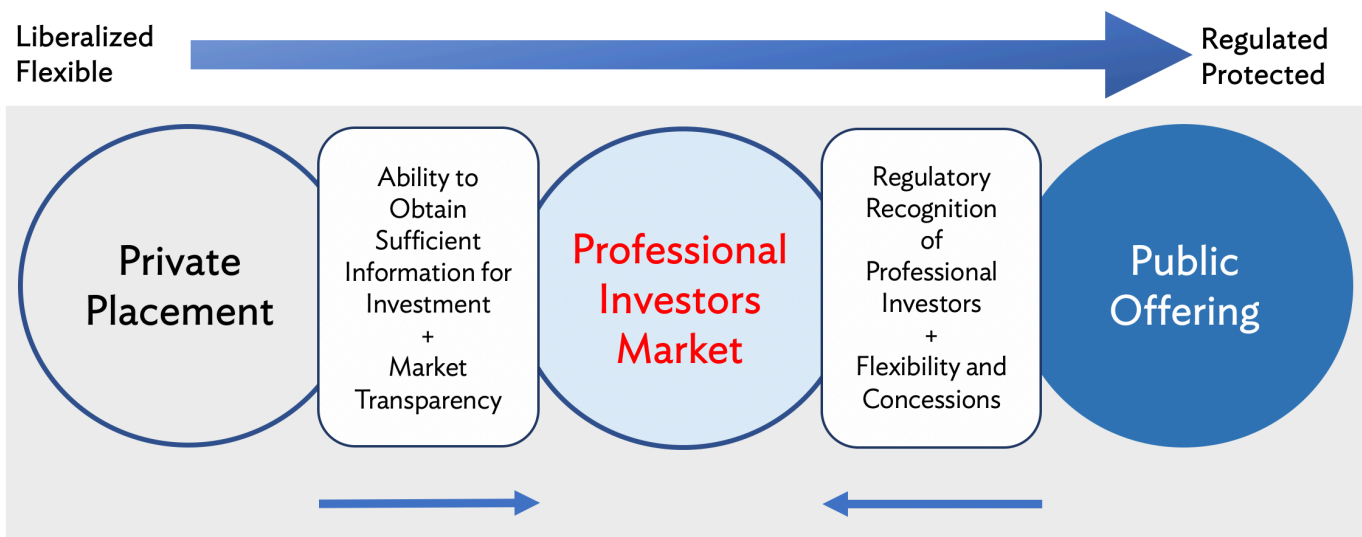 Liberalized
Flexible
Regulated
Protected
Private
Placement
Ability to
Obtain
Sufficient
Information for
Investment
+
Market
Transparency
Professional
Investors
Market
Regulatory
Recognition
of
Professional
Investors
+
Flexibility and
Concessions
Public
Offering